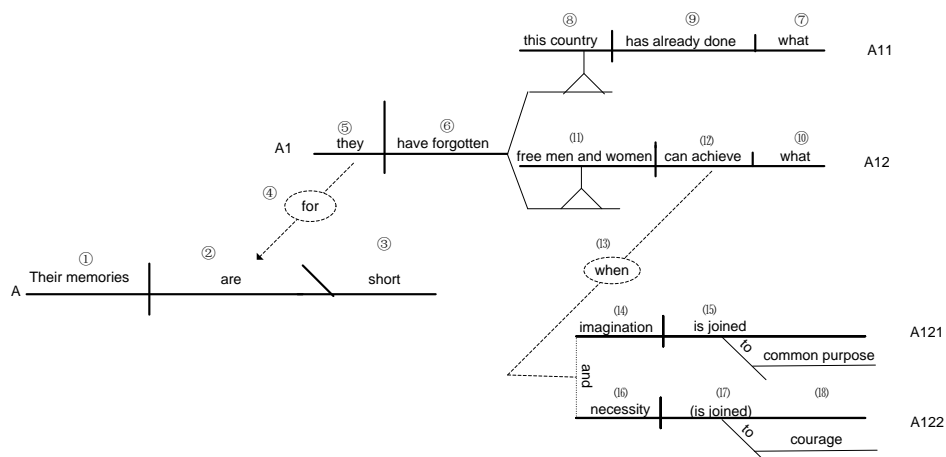 ⑧ ⑨ ⑦
this country has already done what A11
⑤ ⑥
they have forgotten
A1
⑪ ⑫ ⑩
free men and women can achieve what A12
④ for
① ② ③
Their memories are short
A
⒀
when
⒁ ⒂
imagination is joined A121
to common purpose
and
⒃ ⒄ ⒅
necessity (is joined) A122
to courage